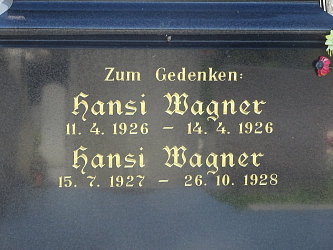 Zum Gedenken:
Hansi Wagner
11. 4. 1926 – 14. 4. 1926
Hansi Wagner
15. 7. 1927 – 26. 10. 1928